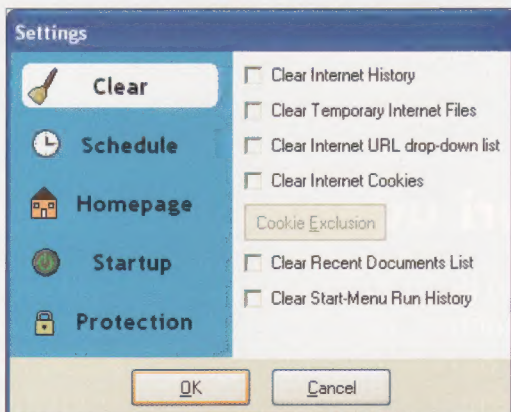 Settings
Clear
Schedule
Homepage
Startup
Protection
Clear Internet History
Clear Temporary Internet Files
Clear Internet URL drop-down list
Clear Internet Cookies
Cookie Exclusion
Clear Recent Documents List
Clear Start-Menu Run History
OK
Cancel